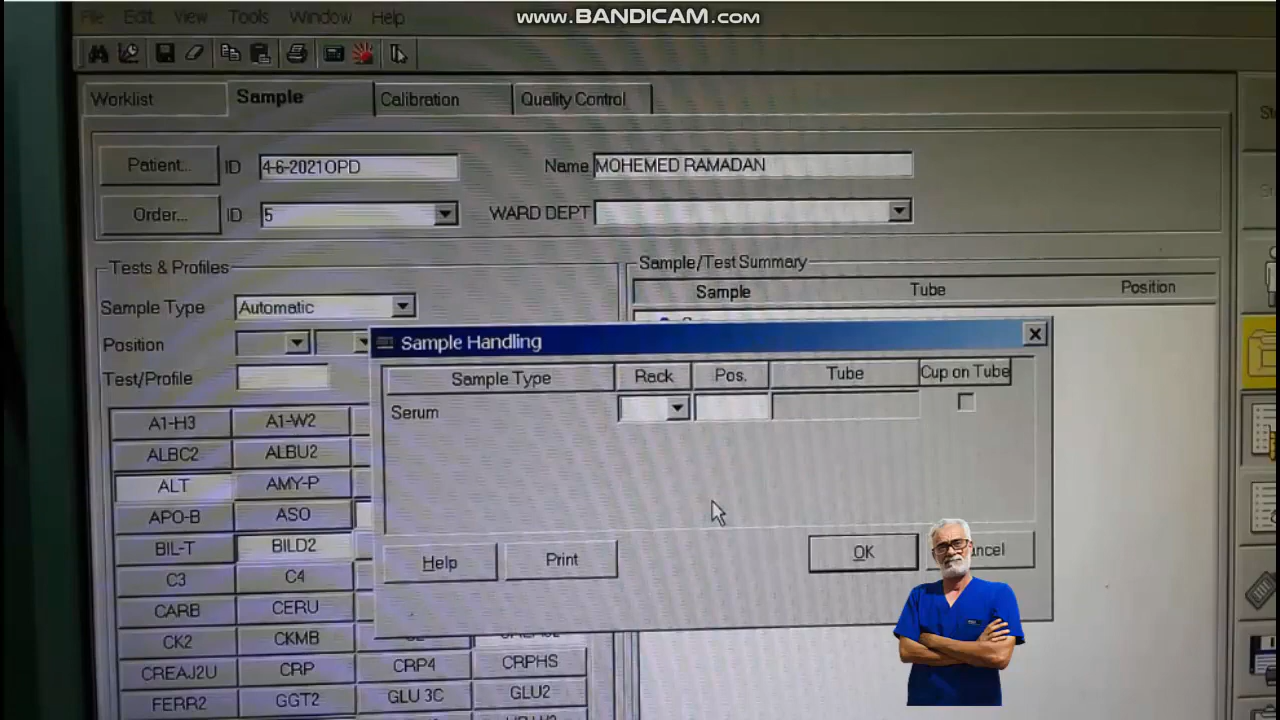 www.BANDICAM.com
File Edit View Tools Window Help
Worklist Sample Calibration Quality Control
Patient... ID 4-6-2021OPD Name MOHEMED RAMADAN
Order... ID 5 WARD DEPT
Tests & Profiles
Sample/Test Summary
Sample Tube Position
Sample Type Automatic
Position
Test/Profile
Sample Handling
Sample Type Rack Pos. Tube Cup on Tube
Serum
Help Print OK
A1-H3 A1-W2
ALBC2 ALBU2
ALT AMY-P
APO-B ASO
BIL-T BILD2
C3 C4
CARB CERU
CK2 CKMB
CREAJ2U CRP CRP4 CRPHS
FERR2 GGT2 GLU 3C GLU2